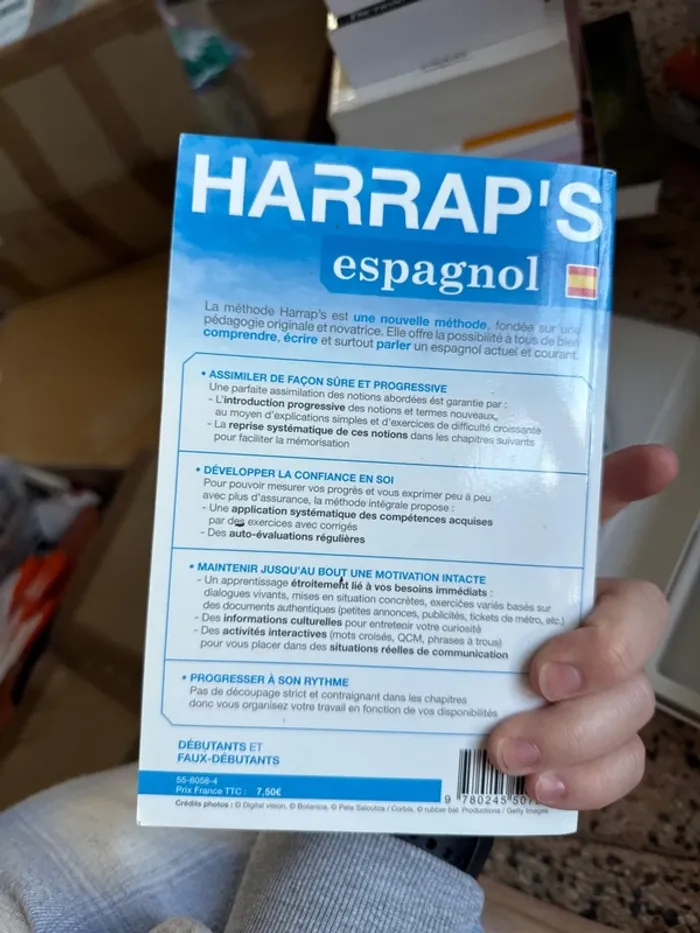 HARRAP'S
espagnol
La méthode Harrap's est une nouvelle méthode, fondée sur une
pédagogie originale et novatrice. Elle offre la possibilité à tous de bien
comprendre, écrire et surtout parler un espagnol actuel et courant.
• ASSIMILER DE FAÇON SÛRE ET PROGRESSIVE
Une parfaite assimilation des notions abordées est garantie par :
- L'introduction progressive des notions et termes nouveaux,
au moyen d'explications simples et d'exercices de difficulté croissante
- La reprise systématique de ces notions dans les chapitres suivants
pour faciliter la mémorisation
• DÉVELOPPER LA CONFIANCE EN SOI
Pour pouvoir mesurer vos progrès et vous exprimer peu à peu
avec plus d'assurance, la méthode intégrale propose :
- Une application systématique des compétences acquises
par des exercices avec corrigés
- Des auto-évaluations régulières
• MAINTENIR JUSQU'AU BOUT UNE MOTIVATION INTACTE
- Un apprentissage étroitement lié à vos besoins immédiats :
dialogues vivants, mises en situation concrètes, exercices variés basés sur
des documents authentiques (petites annonces, publicités, tickets de métro, etc.)
- Des informations culturelles pour entretenir votre curiosité
- Des activités interactives (mots croisés, QCM, phrases à trous)
pour vous placer dans des situations réelles de communication
• PROGRESSER À SON RYTHME
Pas de découpage strict et contraignant dans les chapitres
donc vous organisez votre travail en fonction de vos disponibilités
DÉBUTANTS ET
FAUX-DÉBUTANTS
55-8058-4
Prix France TTC : 7,50€
9 780245 507
Crédits photos : © Digital vision, © Botanica, © Pete Saloutos / Corbis, © rubber ball Productions / Getty Images